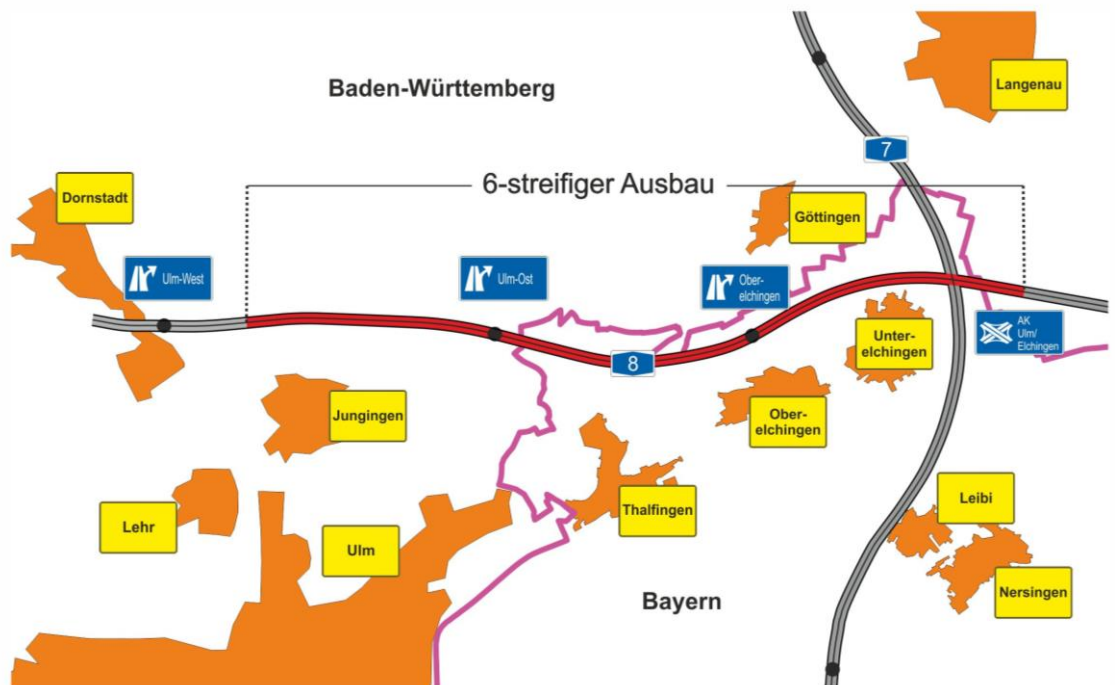 Baden-Württemberg
Langenau
7
6-streifiger Ausbau
Dornstadt
Göttingen
Ulm-West
Ulm-Ost
Ober-
elchingen
AK
Ulm/
Elchingen
Unter-
elchingen
8
Jungingen
Ober-
elchingen
Lehr
Ulm
Thalfingen
Leibi
Nersingen
Bayern